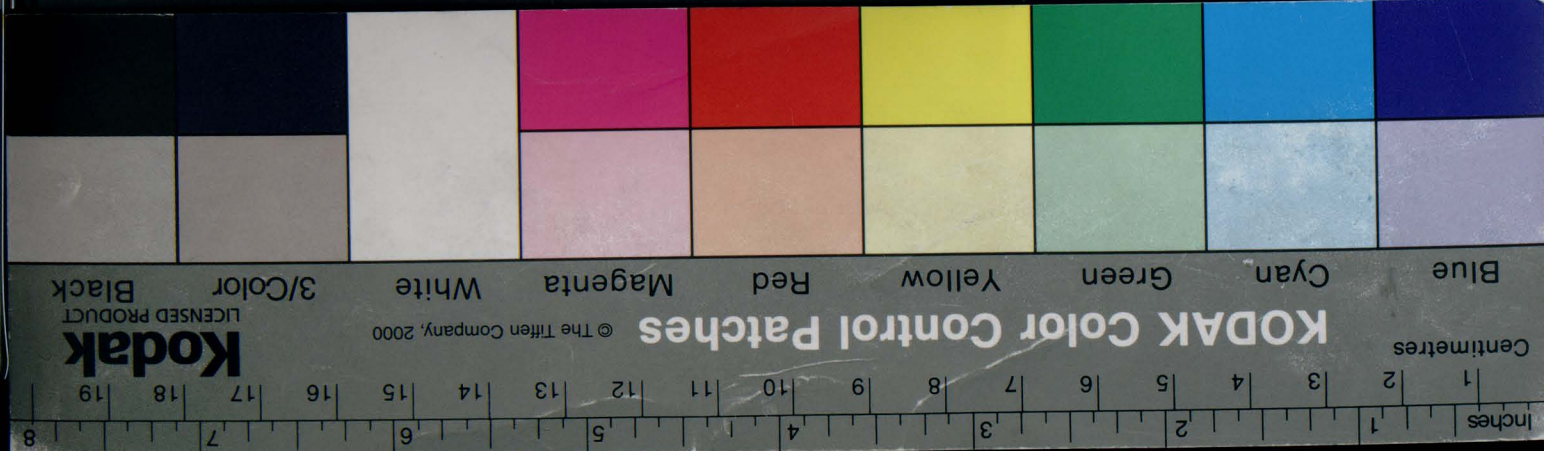 Inches 1 2 3 4 5 6 7 8
Centimetres 1 2 3 4 5 6 7 8 9 10 11 12 13 14 15 16 17 18 19
KODAK Color Control Patches © The Tiffen Company, 2000 Kodak
LICENSED PRODUCT
Blue Cyan Green Yellow Red Magenta White 3/Color Black